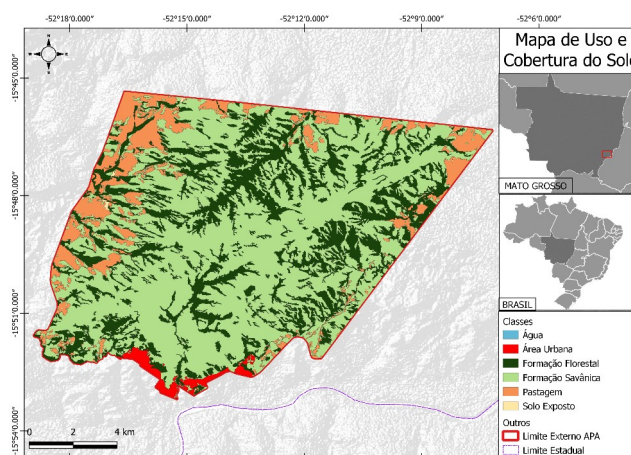 -52°18'0.000" -52°15'0.000" -52°12'0.000" -52°9'0.000" -52°6'0.000"
Mapa de Uso e
Cobertura do Solo
-15°45'0.000"
-15°48'0.000"
-15°51'0.000"
-15°54'0.000"
N
MATO GROSSO
BRASIL
Classes
Água
Área Urbana
Formação Florestal
Formação Savânica
Pastagem
Solo Exposto
Outros
Limite Externo APA
Limite Estadual
0 2 4 km